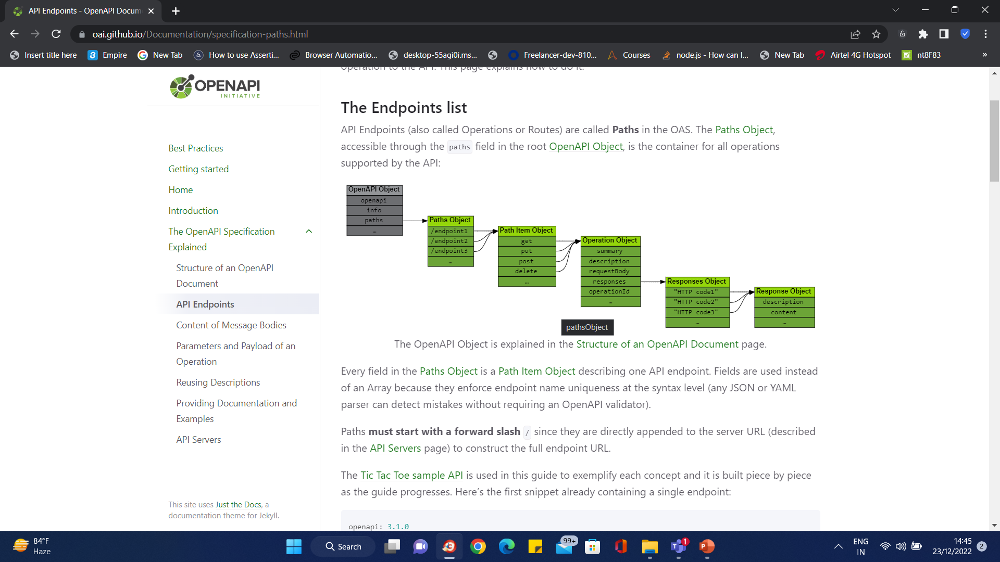 API Endpoints - OpenAPI Docum
oai.github.io/Documentation/specification-paths.html
Insert title here
Empire
New Tab
How to use Asserti...
Browser Automatio...
desktop-55agi0i.ms...
Freelancer-dev-810...
Courses
node.js - How can I...
New Tab
Airtel 4G Hotspot
nt8F83
»
OPENAPI
INITIATIVE
Best Practices
Getting started
Home
Introduction
The OpenAPI Specification
Explained
Structure of an OpenAPI
Document
API Endpoints
Content of Message Bodies
Parameters and Payload of an
Operation
Reusing Descriptions
Providing Documentation and
Examples
API Servers
This site uses Just the Docs, a
documentation theme for Jekyll.
operation to the API. This page explains how to do it.
The Endpoints list
API Endpoints (also called Operations or Routes) are called Paths in the OAS. The Paths Object,
accessible through the paths field in the root OpenAPI Object, is the container for all operations
supported by the API:
OpenAPI Object
openapi
info
paths
…
Paths Object
/endpoint1
/endpoint2
/endpoint3
…
Path Item Object
get
put
post
delete
…
Operation Object
summary
description
requestBody
responses
operationId
…
Responses Object
"HTTP code1"
"HTTP code2"
"HTTP code3"
…
Response Object
description
content
…
pathsObject
The OpenAPI Object is explained in the Structure of an OpenAPI Document page.
Every field in the Paths Object is a Path Item Object describing one API endpoint. Fields are used instead
of an Array because they enforce endpoint name uniqueness at the syntax level (any JSON or YAML
parser can detect mistakes without requiring an OpenAPI validator).
Paths must start with a forward slash / since they are directly appended to the server URL (described
in the API Servers page) to construct the full endpoint URL.
The Tic Tac Toe sample API is used in this guide to exemplify each concept and it is built piece by piece
as the guide progresses. Here's the first snippet already containing a single endpoint:
openapi: 3.1.0
84°F
Haze
Search
99+
1
ENG
IN
14:45
23/12/2022
2